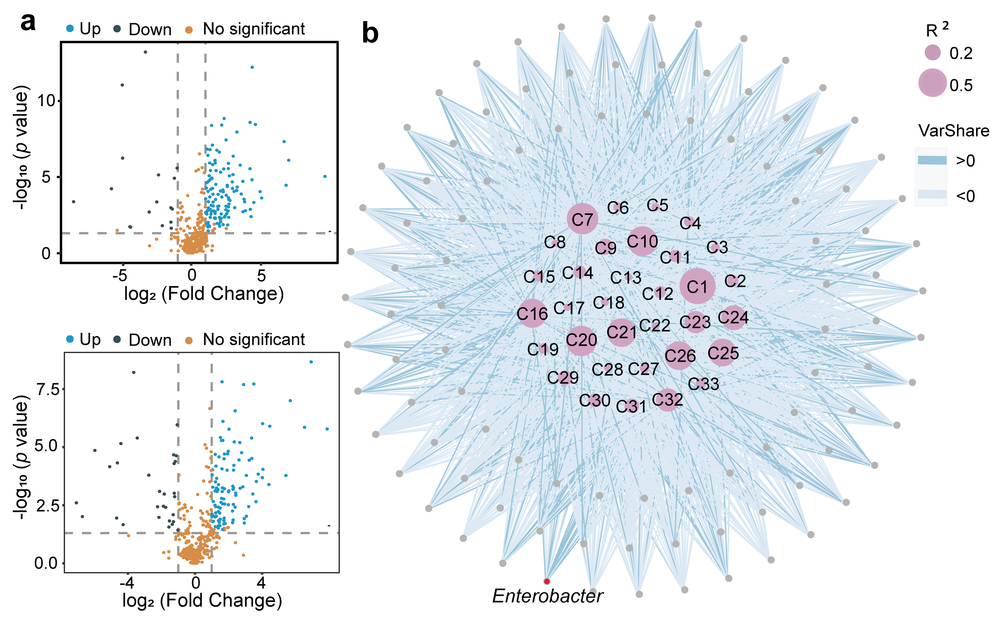 a
Up Down No significant
10
5
0
-5 0 5
-log₁₀ (p value)
log₂ (Fold Change)
Up Down No significant
7.5
5.0
2.5
0.0
-4 0 4
-log₁₀ (p value)
log₂ (Fold Change)
b
C6 C5
C7 C4
C8 C9 C10 C11 C3
C15 C14 C13 C12 C1 C2
C16 C17 C18
C20 C21 C22 C23 C24
C19 C26 C25
C29 C28 C27 C33
C30 C31 C32
Enterobacter
R²
0.2
0.5
VarShare
>0
<0